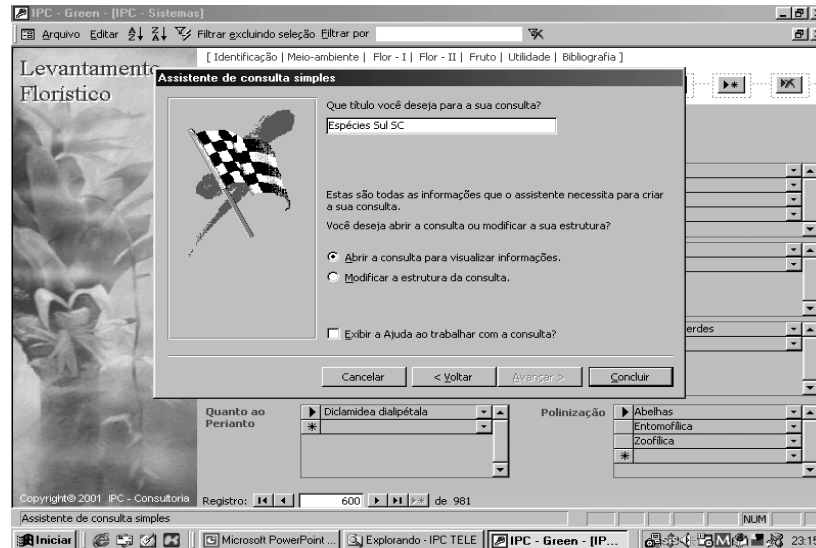 IPC - Green - [IPC - Sistemas]
Arquivo Editar Filtrar excluindo seleção Filtrar por
[ Identificação | Meio-ambiente | Flor - I | Flor - II | Fruto | Utilidade | Bibliografia ]
Levantamento
Florístico
Assistente de consulta simples
Que título você deseja para a sua consulta?
Espécies Sul SC
Estas são todas as informações que o assistente necessita para criar
a sua consulta.
Você deseja abrir a consulta ou modificar a sua estrutura?
Abrir a consulta para visualizar informações.
Modificar a estrutura da consulta.
erdes
Exibir a Ajuda ao trabalhar com a consulta?
Cancelar < Voltar Avançar > Concluir
Quanto ao
Perianto
Diclamidea dialipétala
Polinização
Abelhas
Entomofílica
Zoofílica
Copyright© 2001 IPC - Consultoria
Registro: 600 de 981
Assistente de consulta simples
NUM
Iniciar Microsoft PowerPoint ... Explorando - IPC TELE IPC - Green - [IP... 23:15